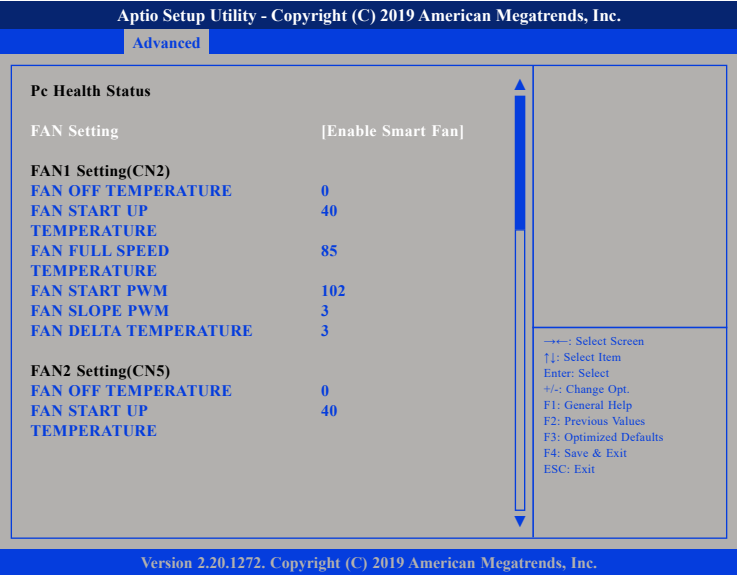 Aptio Setup Utility - Copyright (C) 2019 American Megatrends, Inc.
Advanced
Pc Health Status
FAN Setting [Enable Smart Fan]
FAN1 Setting(CN2)
FAN OFF TEMPERATURE 0
FAN START UP 40
TEMPERATURE
FAN FULL SPEED 85
TEMPERATURE
FAN START PWM 102
FAN SLOPE PWM 3
FAN DELTA TEMPERATURE 3
FAN2 Setting(CN5)
FAN OFF TEMPERATURE 0
FAN START UP 40
TEMPERATURE
→←: Select Screen
↑↓: Select Item
Enter: Select
+/-: Change Opt.
F1: General Help
F2: Previous Values
F3: Optimized Defaults
F4: Save & Exit
ESC: Exit
Version 2.20.1272. Copyright (C) 2019 American Megatrends, Inc.